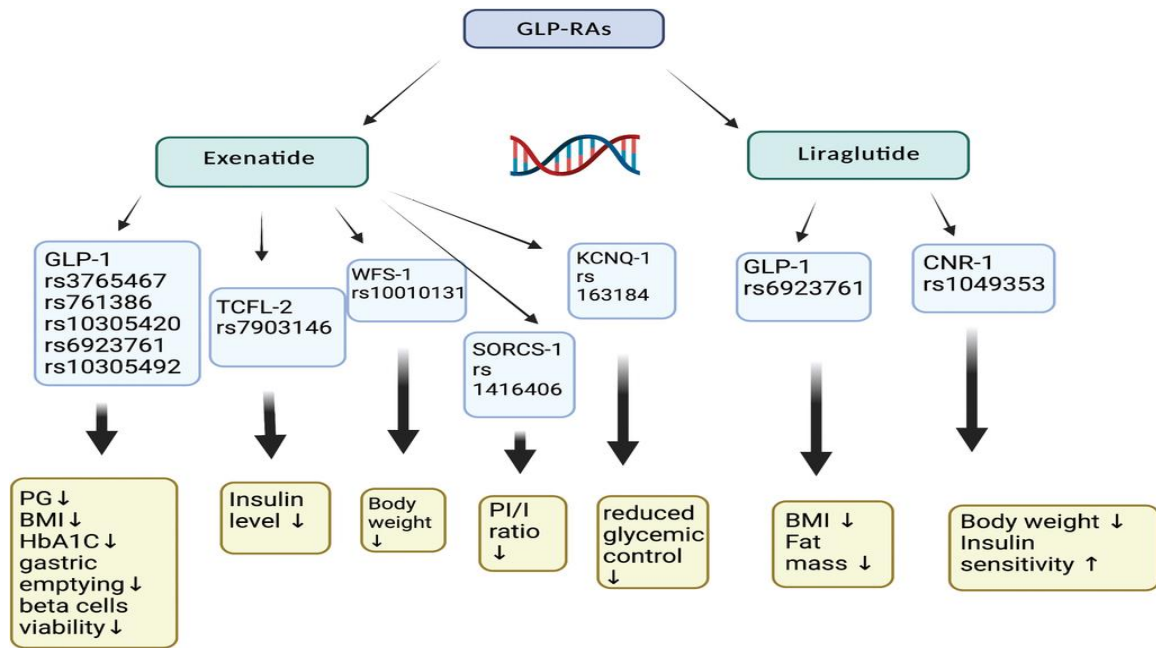 GLP-RAs
Exenatide
Liraglutide
GLP-1
rs3765467
rs761386
rs10305420
rs6923761
rs10305492
TCFL-2
rs7903146
WFS-1
rs10010131
SORCS-1
rs
1416406
KCNQ-1
rs
163184
GLP-1
rs6923761
CNR-1
rs1049353
PG↓
BMI↓
HbA1C↓
gastric
emptying↓
beta cells
viability↓
Insulin
level ↓
Body
weight
↓
PI/I
ratio
↓
reduced
glycemic
control
↓
BMI ↓
Fat
mass ↓
Body weight ↓
Insulin
sensitivity ↑